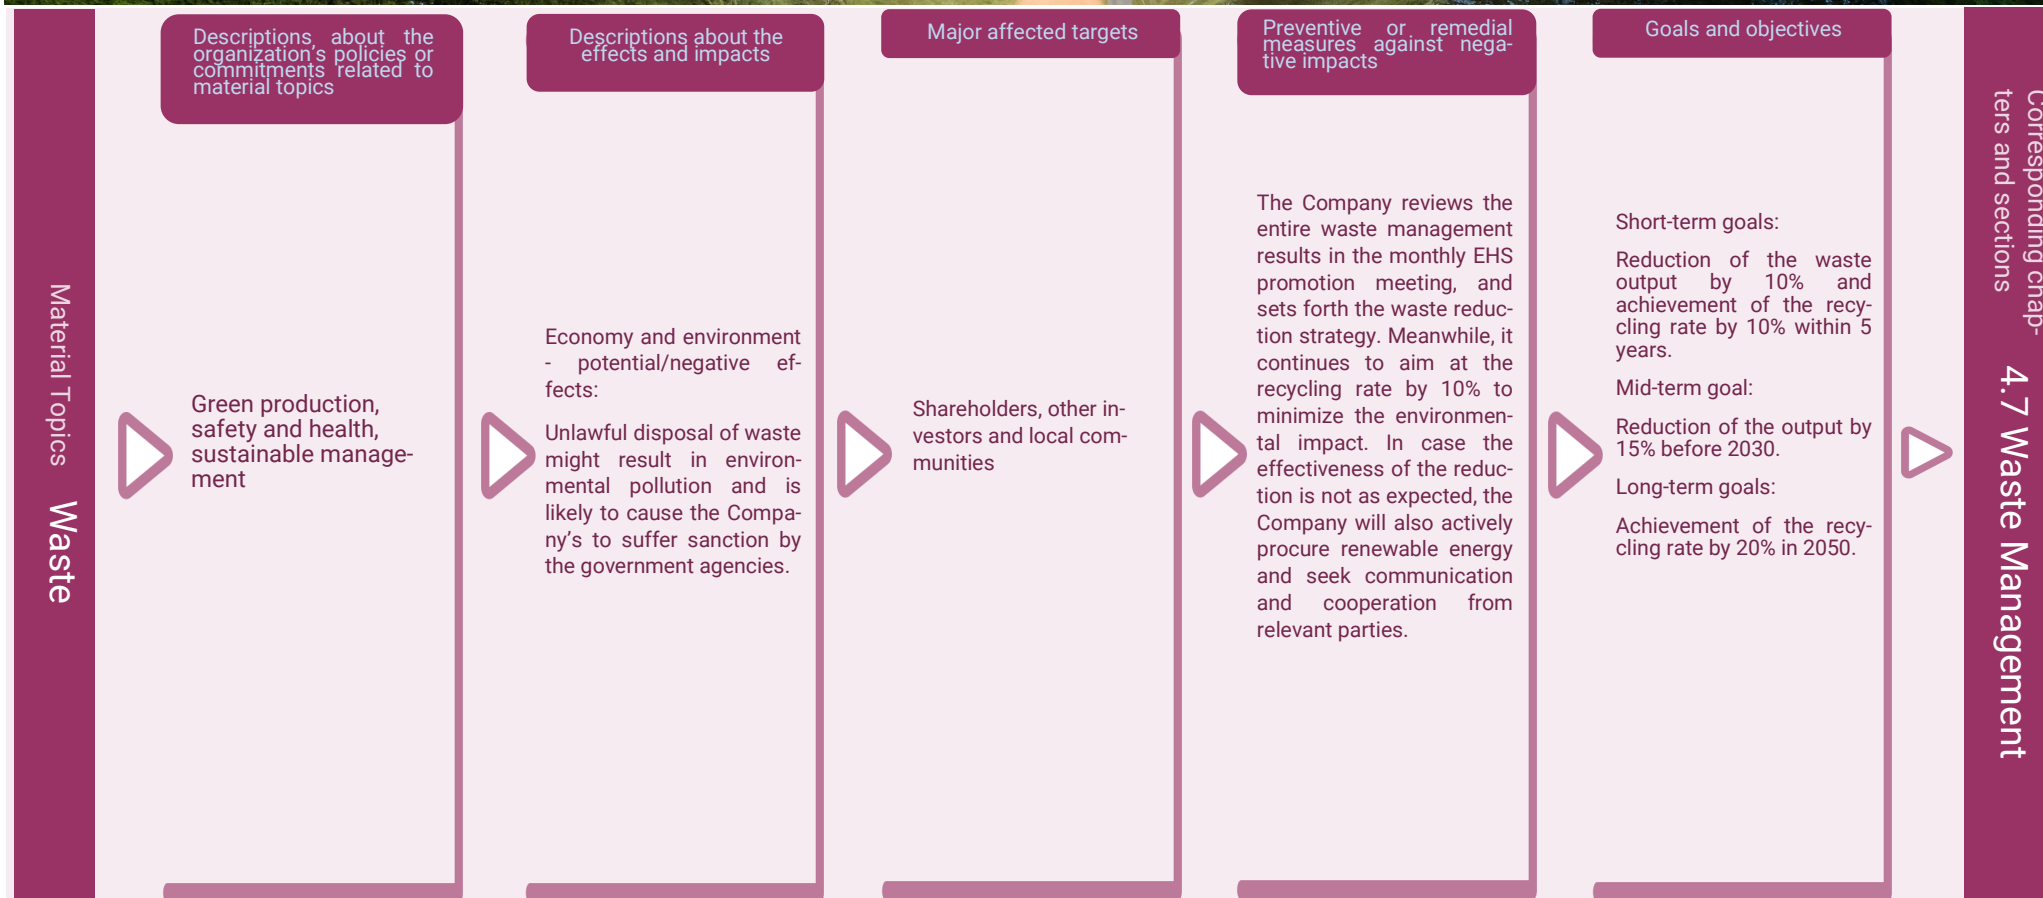 Material Topics Waste
Descriptions about the
organization's policies or
commitments related to
material topics
Green production,
safety and health,
sustainable manage-
ment
Descriptions about the
effects and impacts
Economy and environment
- potential/negative ef-
fects:
Unlawful disposal of waste
might result in environ-
mental pollution and is
likely to cause the Compa-
ny's to suffer sanction by
the government agencies.
Major affected targets
Shareholders, other in-
vestors and local com-
munities
Preventive or remedial
measures against nega-
tive impacts
The Company reviews the
entire waste management
results in the monthly EHS
promotion meeting, and
sets forth the waste reduc-
tion strategy. Meanwhile, it
continues to aim at the
recycling rate by 10% to
minimize the environmen-
tal impact. In case the
effectiveness of the reduc-
tion is not as expected, the
Company will also actively
procure renewable energy
and seek communication
and cooperation from
relevant parties.
Goals and objectives
Short-term goals:
Reduction of the waste
output by 10% and
achievement of the recy-
cling rate by 10% within 5
years.
Mid-term goal:
Reduction of the output by
15% before 2030.
Long-term goals:
Achievement of the recy-
cling rate by 20% in 2050.
Corresponding chap-
ters and sections
4.7 Waste Management